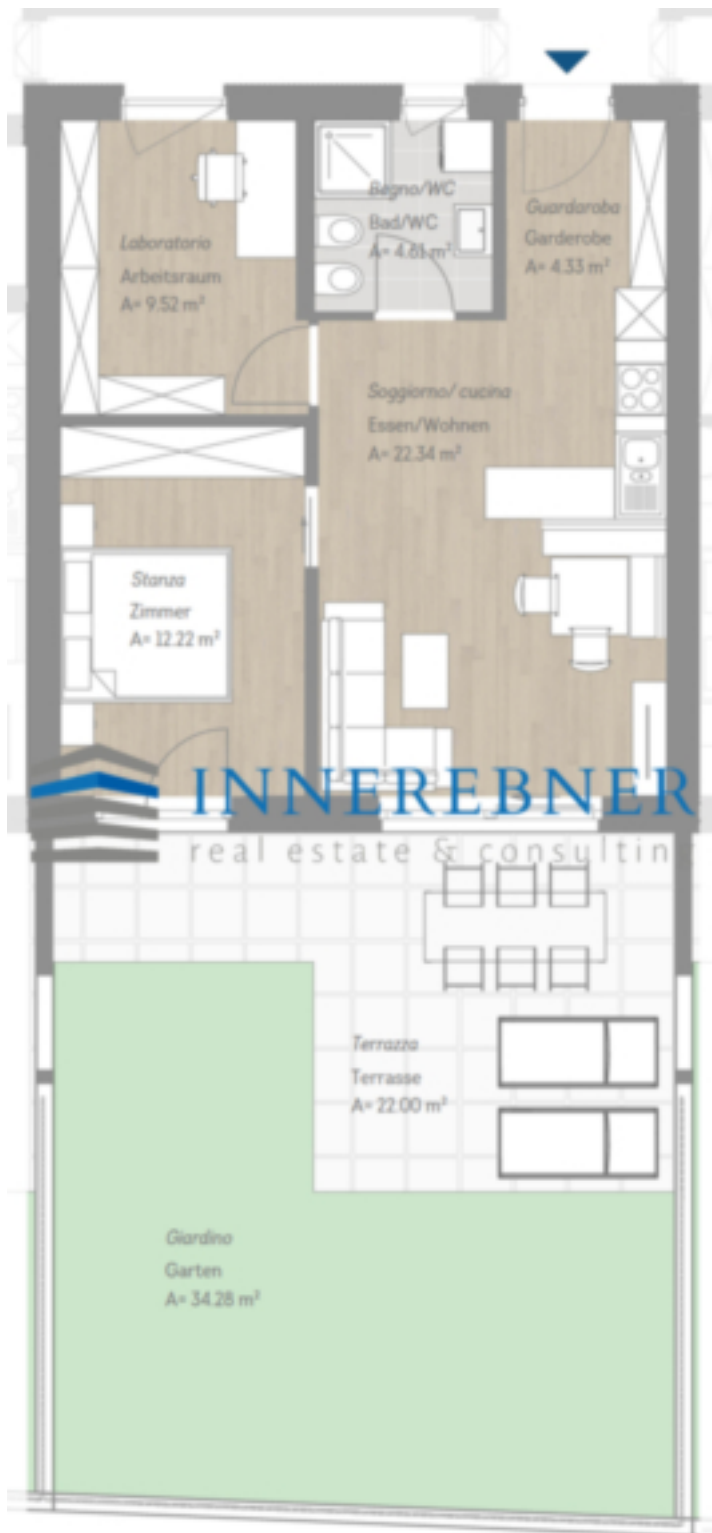 Bagno/WC
Bad/WC
A= 4.61 m²
Guardaroba
Garderobe
A= 4.33 m²
Laboratorio
Arbeitsraum
A= 9.52 m²
Soggiorno/ cucina
Essen/Wohnen
A= 22.34 m²
Stanza
Zimmer
A= 12.22 m²
INNEREBNER
real estate & consultin
Terrazza
Terrasse
A= 22.00 m²
Giardino
Garten
A= 34.28 m²